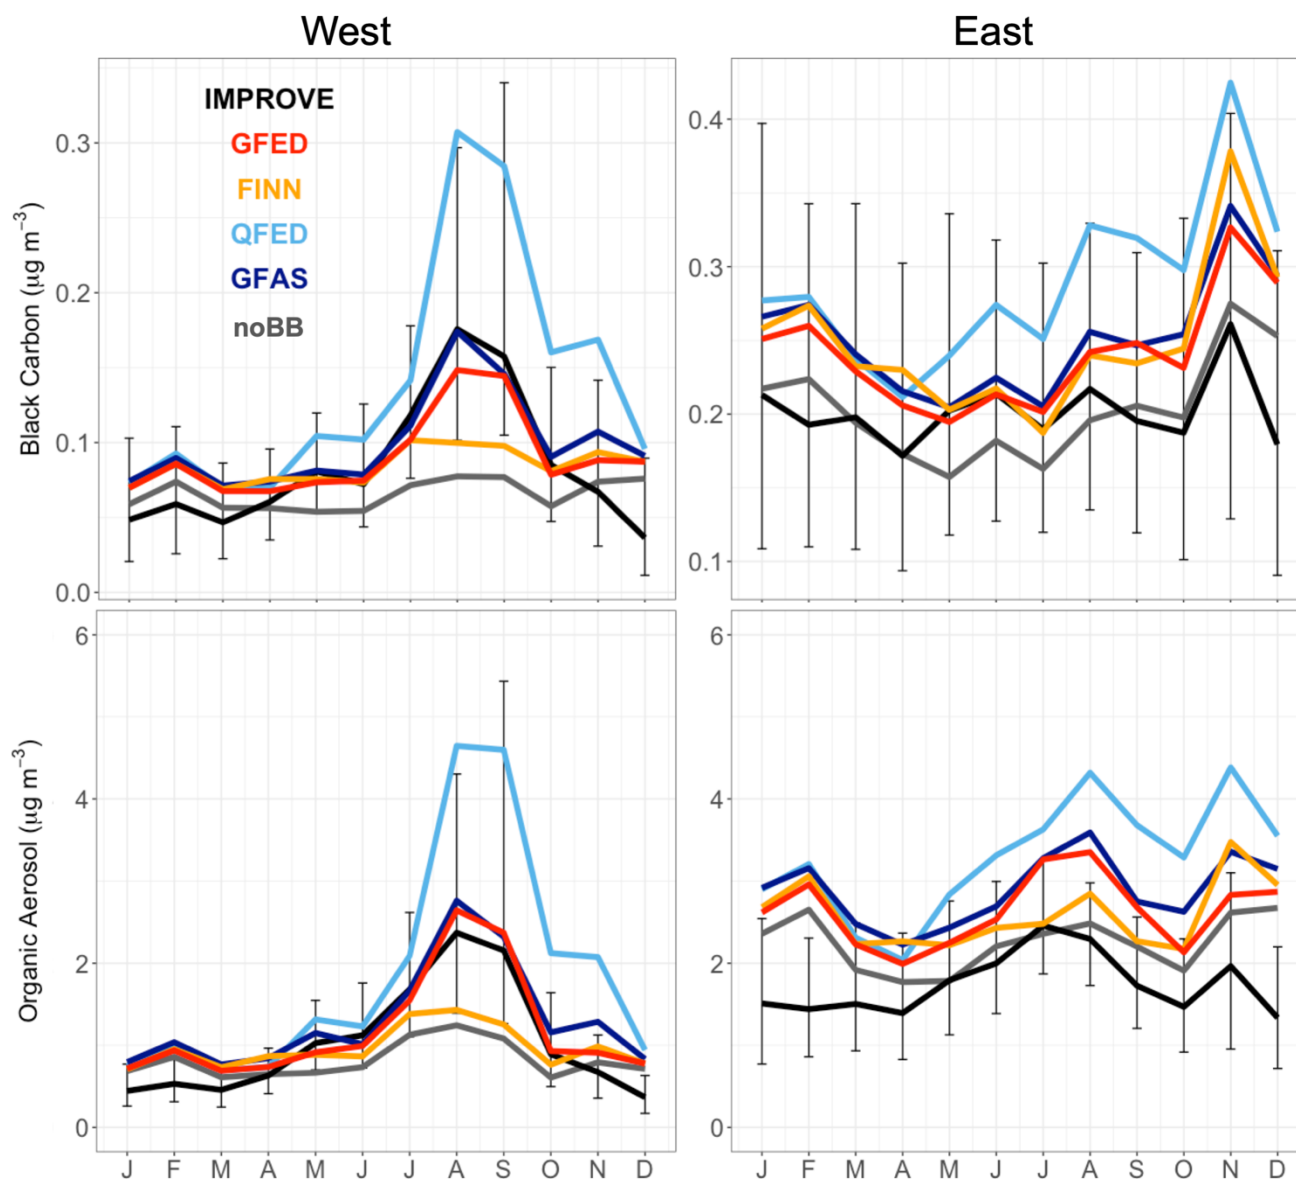 West
East
IMPROVE
GFED
FINN
QFED
GFAS
noBB
Black Carbon (μg m⁻³)
0.3
0.2
0.1
0.0
0.4
0.3
0.2
0.1
Organic Aerosol (μg m⁻³)
6
4
2
0
6
4
2
0
J F M A M J J A S O N D
J F M A M J J A S O N D